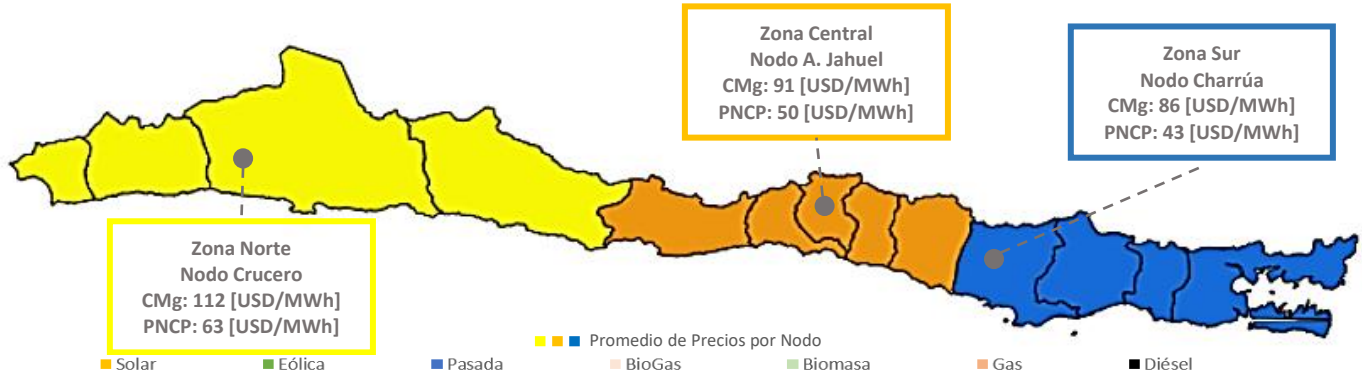 Zona Central
Nodo A. Jahuel
CMg: 91 [USD/MWh]
PNCP: 50 [USD/MWh]
Zona Sur
Nodo Charrúa
CMg: 86 [USD/MWh]
PNCP: 43 [USD/MWh]
Zona Norte
Nodo Crucero
CMg: 112 [USD/MWh]
PNCP: 63 [USD/MWh]
Promedio de Precios por Nodo
Solar Eólica Pasada BioGas Biomasa Gas Diésel